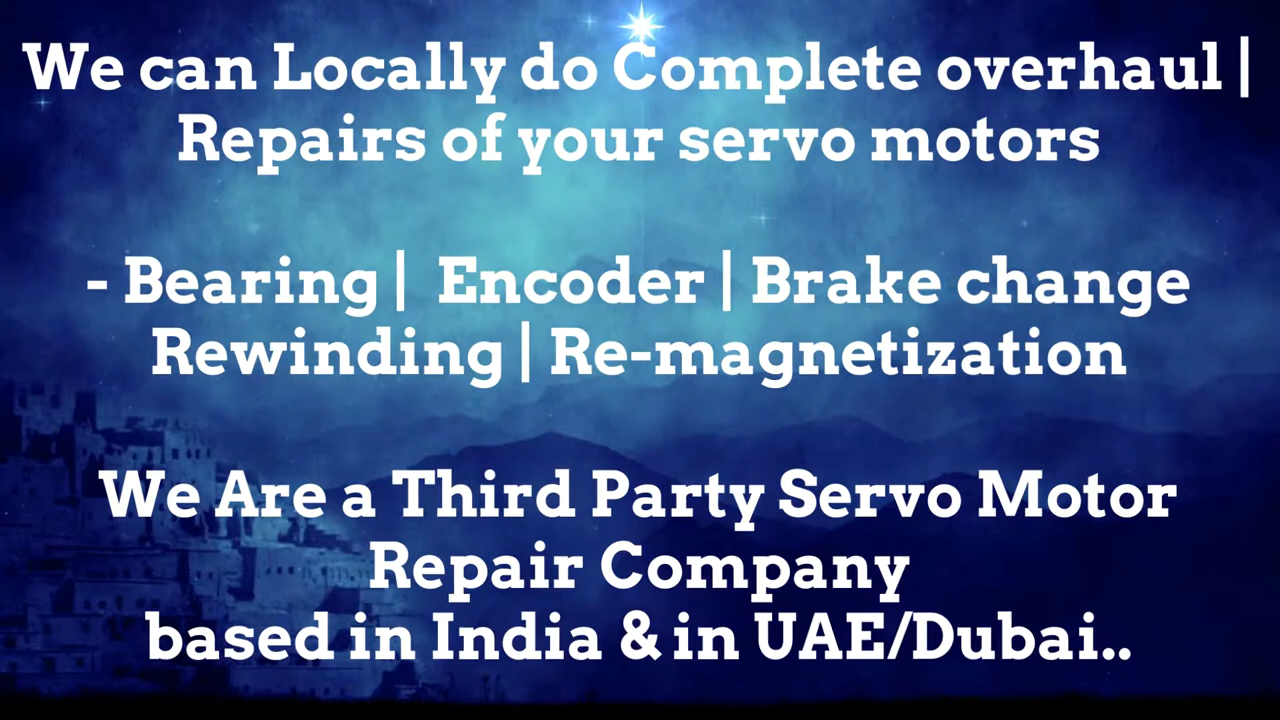 We can Locally do Complete overhaul |
Repairs of your servo motors
- Bearing | Encoder | Brake change
Rewinding | Re-magnetization
We Are a Third Party Servo Motor
Repair Company
based in India & in UAE/Dubai..